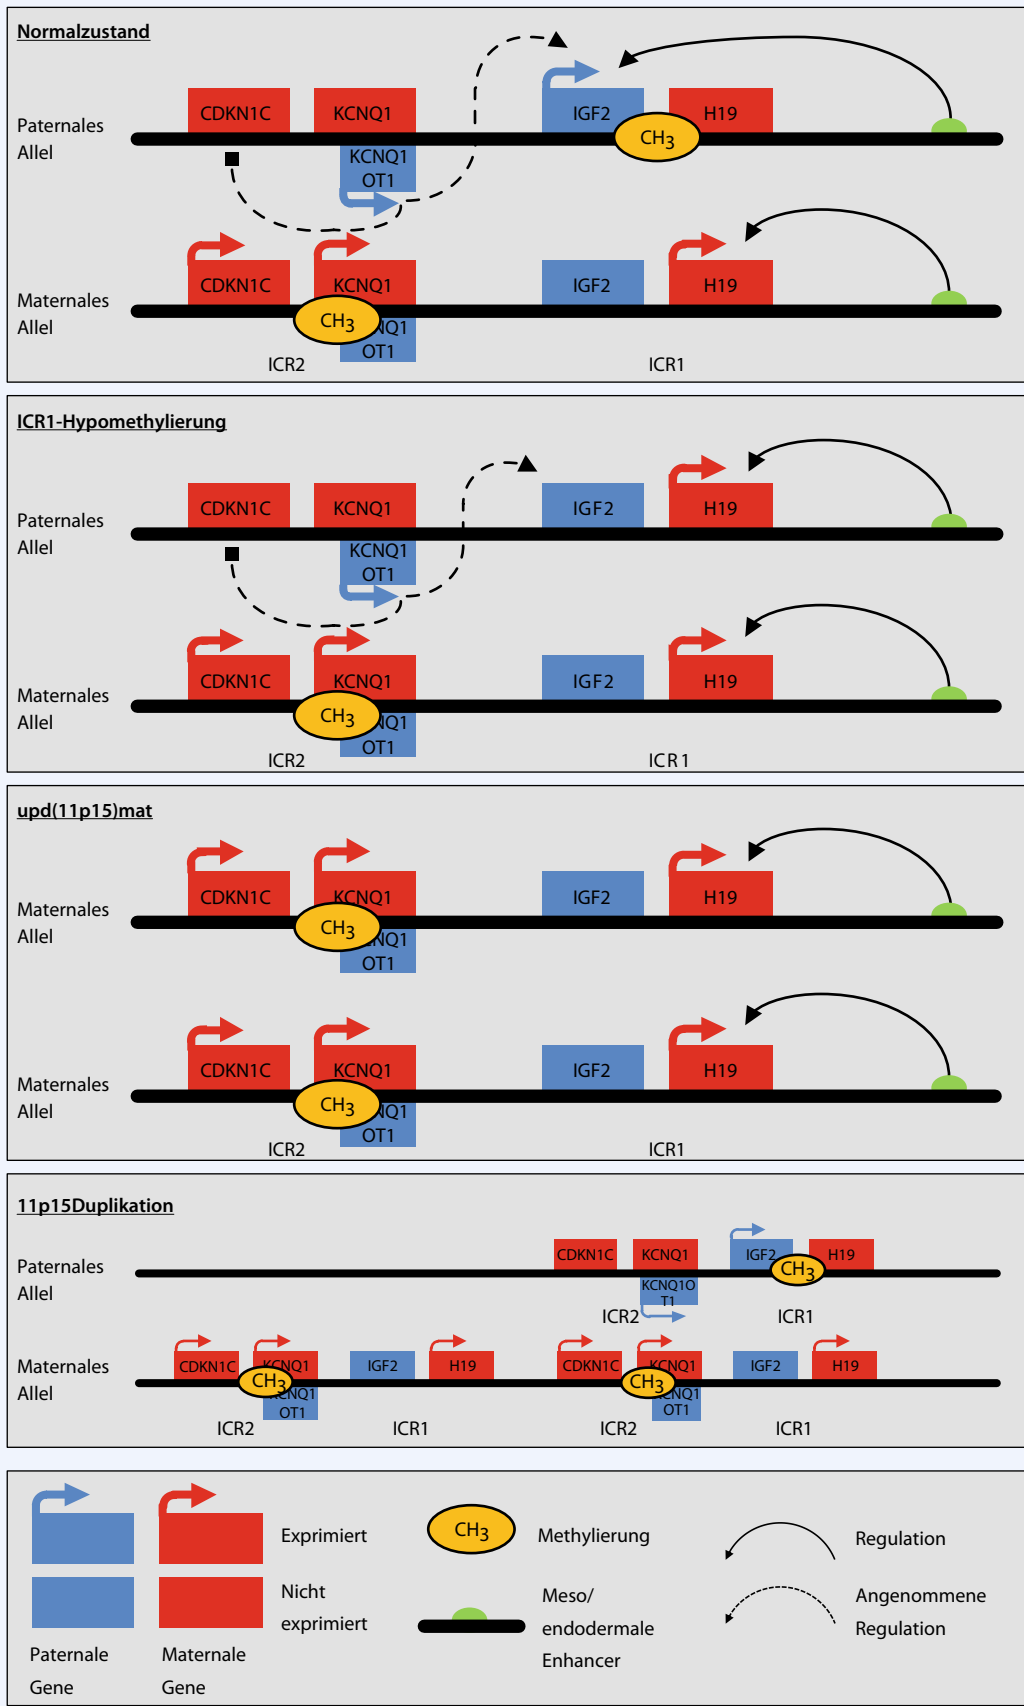 Normalzustand
Paternales
Allel
CDKN1C
KCNQ1
KCNQ1
OT1
IGF2
CH3
H19
Maternales
Allel
CDKN1C
KCNQ1
CH3
NQ1
OT1
IGF2
H19
ICR2
ICR1
ICR1-Hypomethylierung
Paternales
Allel
CDKN1C
KCNQ1
KCNQ1
OT1
IGF2
H19
Maternales
Allel
CDKN1C
KCNQ1
CH3
NQ1
OT1
IGF2
H19
ICR2
ICR1
upd(11p15)mat
Maternales
Allel
CDKN1C
KCNQ1
CH3
NQ1
OT1
IGF2
H19
Maternales
Allel
CDKN1C
KCNQ1
CH3
NQ1
OT1
IGF2
H19
ICR2
ICR1
11p15Duplikation
Paternales
Allel
CDKN1C
KCNQ1
KCNQ1O
T1
IGF2
CH3
H19
ICR2
ICR1
Maternales
Allel
CDKN1C
KCNQ1
CH3
KCNQ1
OT1
IGF2
H19
CDKN1C
KCNQ1
CH3
KCNQ1
OT1
IGF2
H19
ICR2
ICR1
ICR2
ICR1
Exprimiert
Nicht
exprimiert
Paternale
Gene
Maternale
Gene
CH3
Methylierung
Meso/
endodermale
Enhancer
Regulation
Angenommene
Regulation